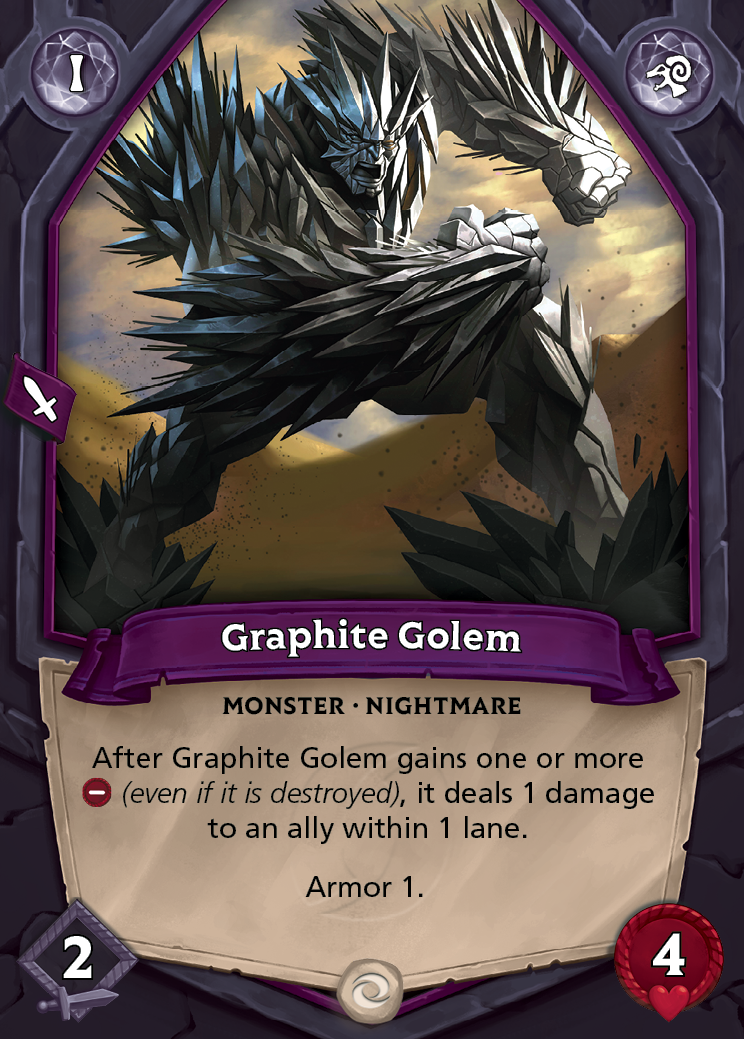 I
Graphite Golem
MONSTER · NIGHTMARE
After Graphite Golem gains one or more
(even if it is destroyed), it deals 1 damage
to an ally within 1 lane.
Armor 1.
2
4